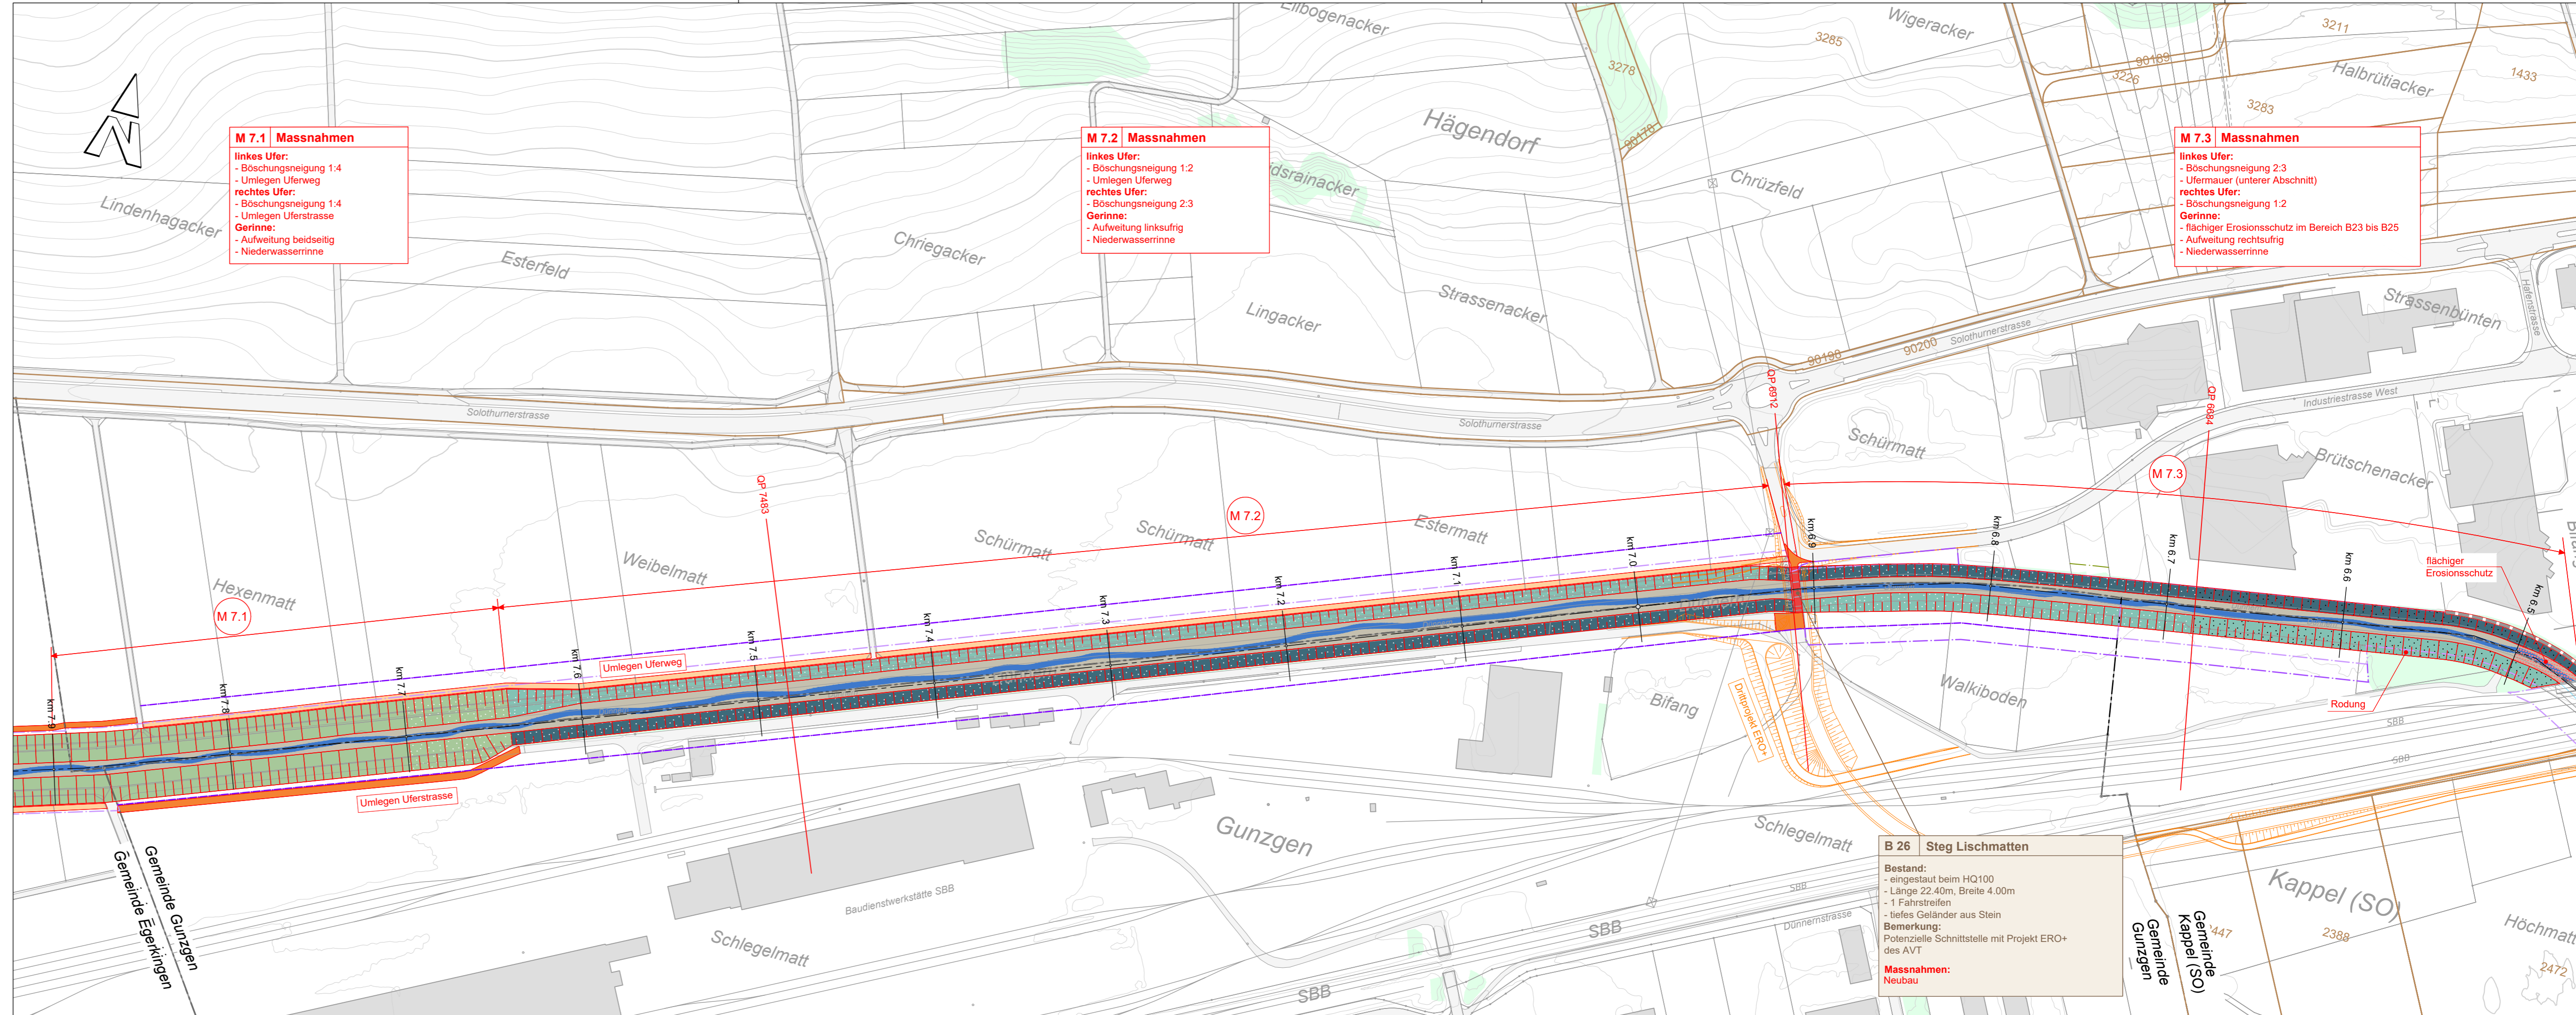 Ellbogenacker
Wigeracker
3211
3285
3278
90189
3226
Halbrütiacker
1433
3283
90170
Hägendorf
M 7.1 Massnahmen
linkes Ufer:
- Böschungsneigung 1:4
- Umlegen Uferweg
rechtes Ufer:
- Böschungsneigung 1:4
- Umlegen Uferstrasse
Gerinne:
- Aufweitung beidseitig
- Niederwasserrinne
M 7.2 Massnahmen
linkes Ufer:
- Böschungsneigung 1:2
- Umlegen Uferweg
rechtes Ufer:
- Böschungsneigung 2:3
Gerinne:
- Aufweitung linksufrig
- Niederwasserrinne
M 7.3 Massnahmen
linkes Ufer:
- Böschungsneigung 2:3
- Ufermauer (unterer Abschnitt)
rechtes Ufer:
- Böschungsneigung 1:2
Gerinne:
- flächiger Erosionsschutz im Bereich B23 bis B25
- Aufweitung rechtsufrig
- Niederwasserrinne
Lindenhagacker
Esterfeld
Chriegacker
idsrainacker
Chrüzfeld
Lingacker
Strassenacker
Strassenbünten
Hafenstrasse
Solothurnerstrasse
Solothurnerstrasse
Solothurnerstrasse
90198
90200
Industriestrasse West
QP 6912
QP 6684
QP 7483
Schürmatt
Brütschenacker
M 7.3
M 7.2
M 7.1
Hexenmatt
Weibelmatt
Schürmatt
Schürmatt
Estermatt
km 7.9
km 7.8
km 7.7
km 7.6
km 7.5
km 7.4
km 7.3
km 7.2
km 7.1
km 7.0
km 6.9
km 6.8
km 6.7
km 6.6
km 6.5
flächiger
Erosionsschutz
Umlegen Uferweg
Umlegen Uferstrasse
Rodung
Bifang
Walkiboden
Drittprojekt ERO+
SBB
SBB
Gemeinde Gunzgen
Gemeinde Egerkingen
Gunzgen
Schlegelmatt
Baudienstwerkstätte SBB
Schlegelmatt
SBB
SBB
SBB
Dünnernstrasse
B 26 Steg Lischmatten
Bestand:
- eingestaut beim HQ100
- Länge 22.40m, Breite 4.00m
- 1 Fahrstreifen
- tiefes Geländer aus Stein
Bemerkung:
Potenzielle Schnittstelle mit Projekt ERO+
des AVT
Massnahmen:
Neubau
Gemeinde
Gunzgen
Gemeinde
Kappel (SO)
Kappel (SO)
447
2388
Höchmatt
2472